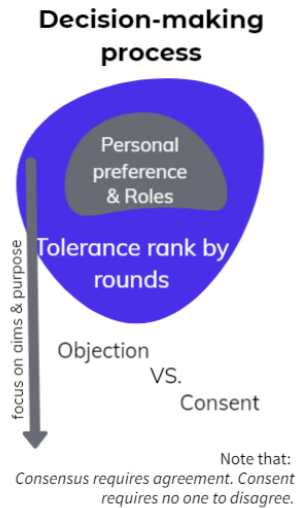 Decision-making
process
Personal
preference
& Roles
Tolerance rank by
rounds
focus on aims & purpose
Objection
VS.
Consent
Note that:
Consensus requires agreement. Consent
requires no one to disagree.